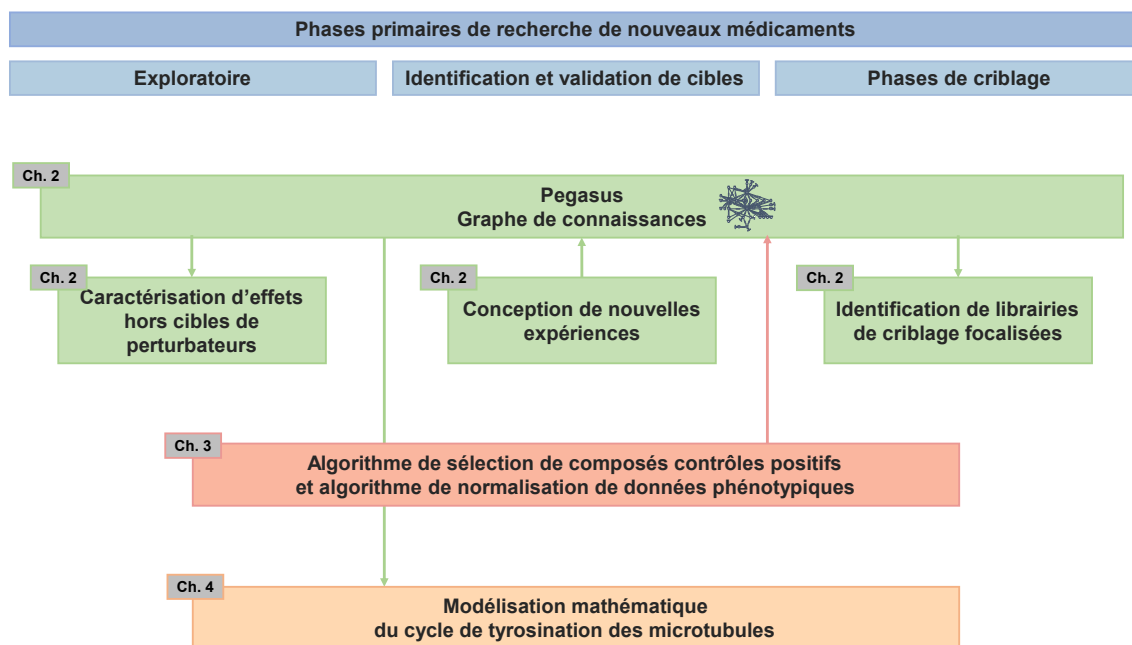 Phases primaires de recherche de nouveaux médicaments
Exploratoire
Identification et validation de cibles
Phases de criblage
Ch. 2
Pegasus
Graphe de connaissances
Ch. 2
Caractérisation d'effets
hors cibles de
perturbateurs
Ch. 2
Conception de nouvelles
expériences
Ch. 2
Identification de librairies
de criblage focalisées
Ch. 3
Algorithme de sélection de composés contrôles positifs
et algorithme de normalisation de données phénotypiques
Ch. 4
Modélisation mathématique
du cycle de tyrosination des microtubules